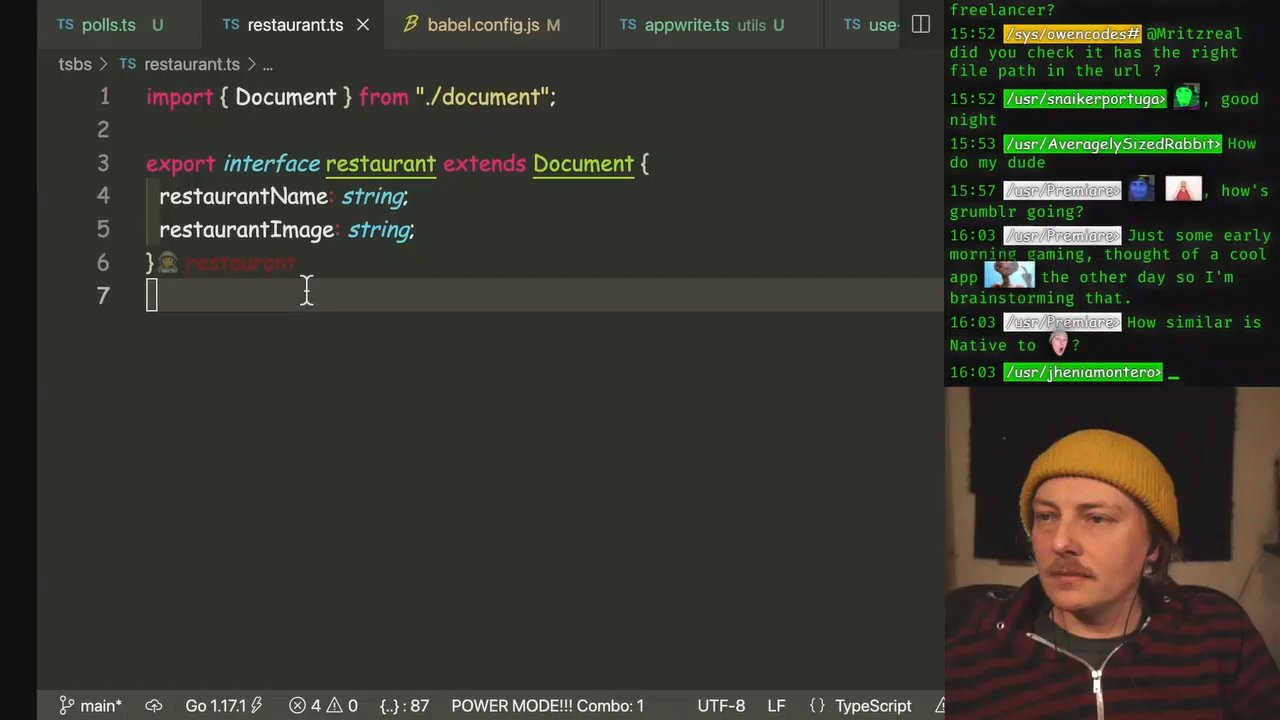 TS polls.ts U TS restaurant.ts × babel.config.js M TS appwrite.ts utils U TS use-
tsbs > TS restaurant.ts > ...
1 import { Document } from "./document";
2
3 export interface restaurant extends Document {
4 restaurantName: string;
5 restaurantImage: string;
6 } restaurant
7
main* Go 1.17.1 4 0 {..} : 87 POWER MODE!!! Combo: 1 UTF-8 LF {} TypeScript
freelancer?
15:52 /sys/owencodes# @Mritzreal
did you check it has the right
file path in the url ?
15:52 /usr/snaikerportuga> , good
night
15:53 /usr/AveragelySizedRabbit> How
do my dude
15:57 /usr/Premiare> , how's
grumblr going?
16:03 /usr/Premiare> Just some early
morning gaming, thought of a cool
app the other day so I'm
brainstorming that.
16:03 /usr/Premiare> How similar is
Native to ?
16:03 /usr/jheniamontero> _